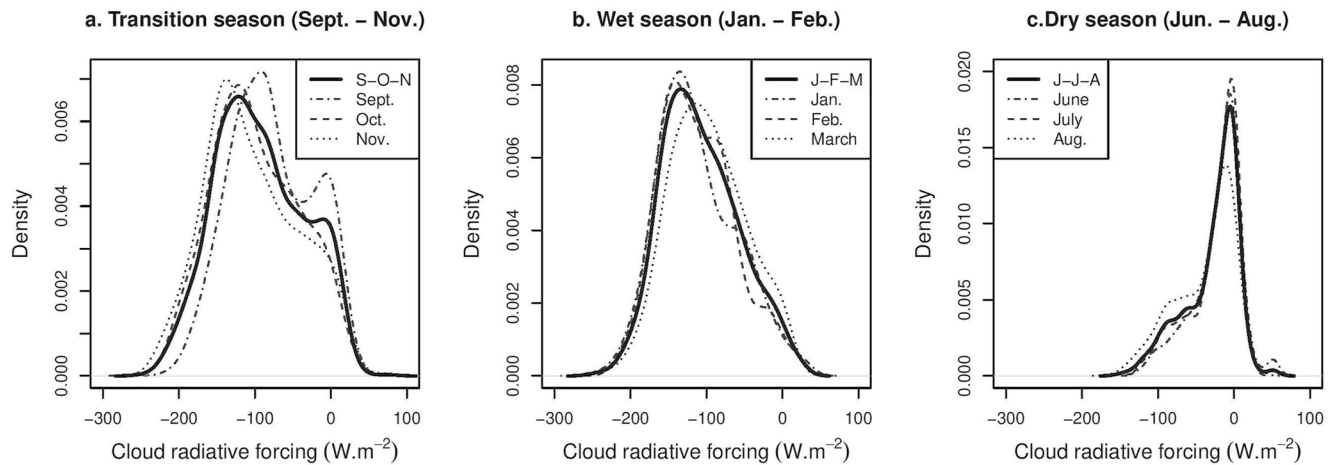 a. Transition season (Sept. − Nov.)
S−O−N
Sept.
Oct.
Nov.
Density
0.000
0.002
0.004
0.006
−300
−200
−100
0
100
Cloud radiative forcing (W.m−2)
b. Wet season (Jan. − Feb.)
J−F−M
Jan.
Feb.
March
Density
0.000
0.002
0.004
0.006
0.008
−300
−200
−100
0
100
Cloud radiative forcing (W.m−2)
c.Dry season (Jun. − Aug.)
J−J−A
June
July
Aug.
Density
0.000
0.005
0.010
0.015
0.020
−300
−200
−100
0
100
Cloud radiative forcing (W.m−2)